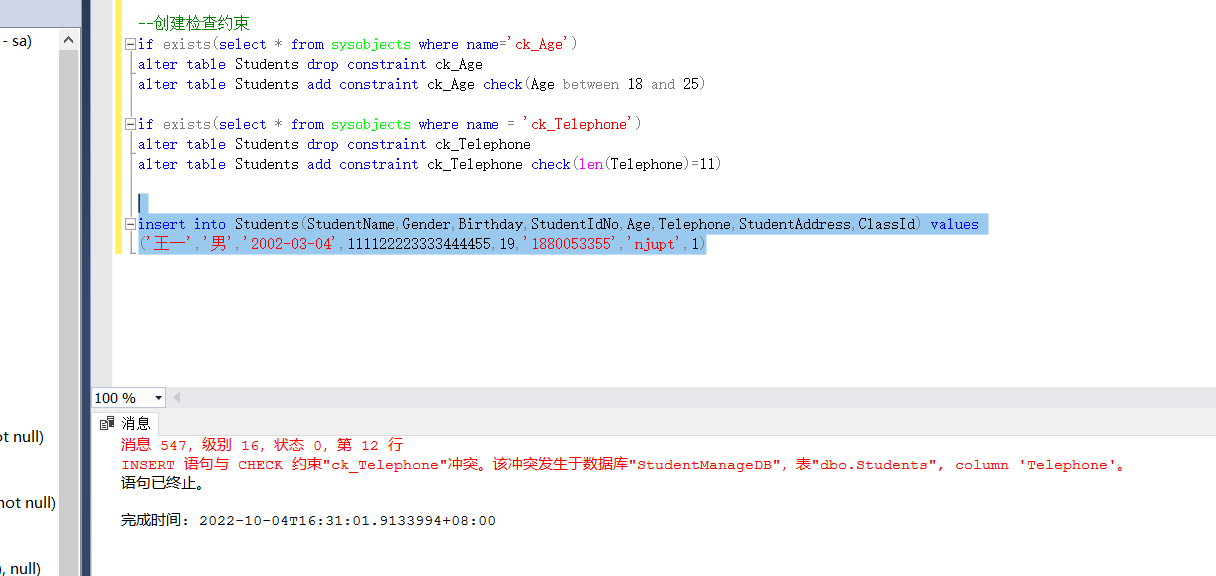 - sa)
--创建检查约束
if exists(select * from sysobjects where name='ck_Age')
alter table Students drop constraint ck_Age
alter table Students add constraint ck_Age check(Age between 18 and 25)
if exists(select * from sysobjects where name = 'ck_Telephone')
alter table Students drop constraint ck_Telephone
alter table Students add constraint ck_Telephone check(len(Telephone)=11)
insert into Students(StudentName,Gender,Birthday,StudentIdNo,Age,Telephone,StudentAddress,ClassId) values
('王一','男','2002-03-04',111122223333444455,19,'1880053355','njupt',1)
100 %
消息
ot null)
not null)
, null)
消息 547，级别 16，状态 0，第 12 行
INSERT 语句与 CHECK 约束"ck_Telephone"冲突。该冲突发生于数据库"StudentManageDB"，表"dbo.Students", column 'Telephone'。
语句已终止。
完成时间: 2022-10-04T16:31:01.9133994+08:00